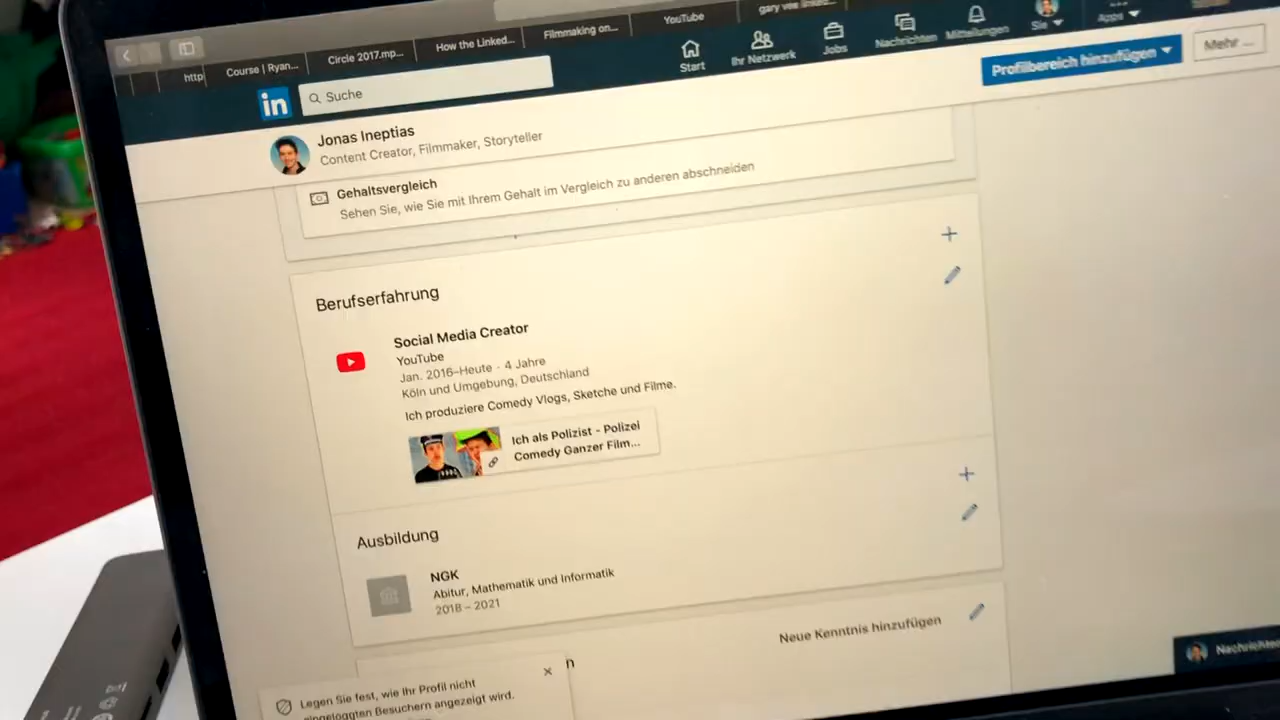 http
Course | Ryan...
Circle 2017.mp...
How the Linked...
Filmmaking on...
YouTube
gary vee linked...
in
Suche
Start
Ihr Netzwerk
Jobs
Nachrichten
Mitteilungen
Sie
Apps
Jonas Ineptias
Content Creator, Filmmaker, Storyteller
Profilbereich hinzufügen
Mehr ...
Gehaltsvergleich
Sehen Sie, wie Sie mit Ihrem Gehalt im Vergleich zu anderen abschneiden
Berufserfahrung
Social Media Creator
YouTube
Jan. 2016–Heute · 4 Jahre
Köln und Umgebung, Deutschland
Ich produziere Comedy Vlogs, Sketche und Filme.
Ich als Polizist - Polizei
Comedy Ganzer Film...
Ausbildung
NGK
Abitur, Mathematik und Informatik
2018 – 2021
n
Neue Kenntnis hinzufügen
Legen Sie fest, wie Ihr Profil nicht
eingeloggten Besuchern angezeigt wird.
Nachrichten